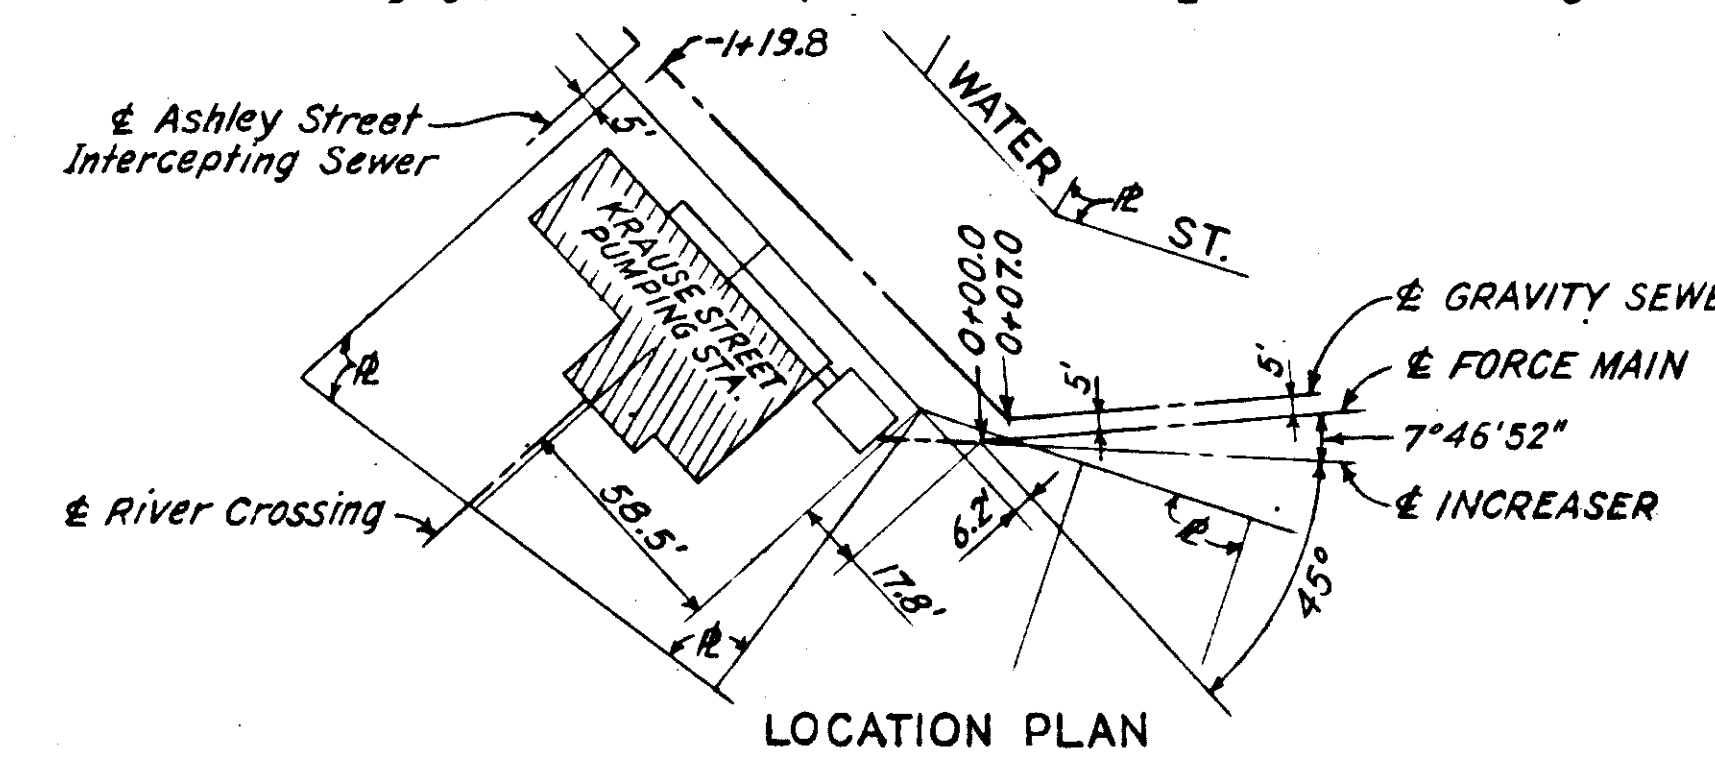 -1+19.8
℄ Ashley Street
Intercepting Sewer
5'
WATER
ST.
℄
KRAUSE STREET
PUMPING STA.
0+00.0
0+07.0
5'
5'
℄ GRAVITY SEWE
℄ FORCE MAIN
7°46'52"
℄ INCREASER
℄ River Crossing
58.5'
17.8'
6.2'
45°
LOCATION PLAN